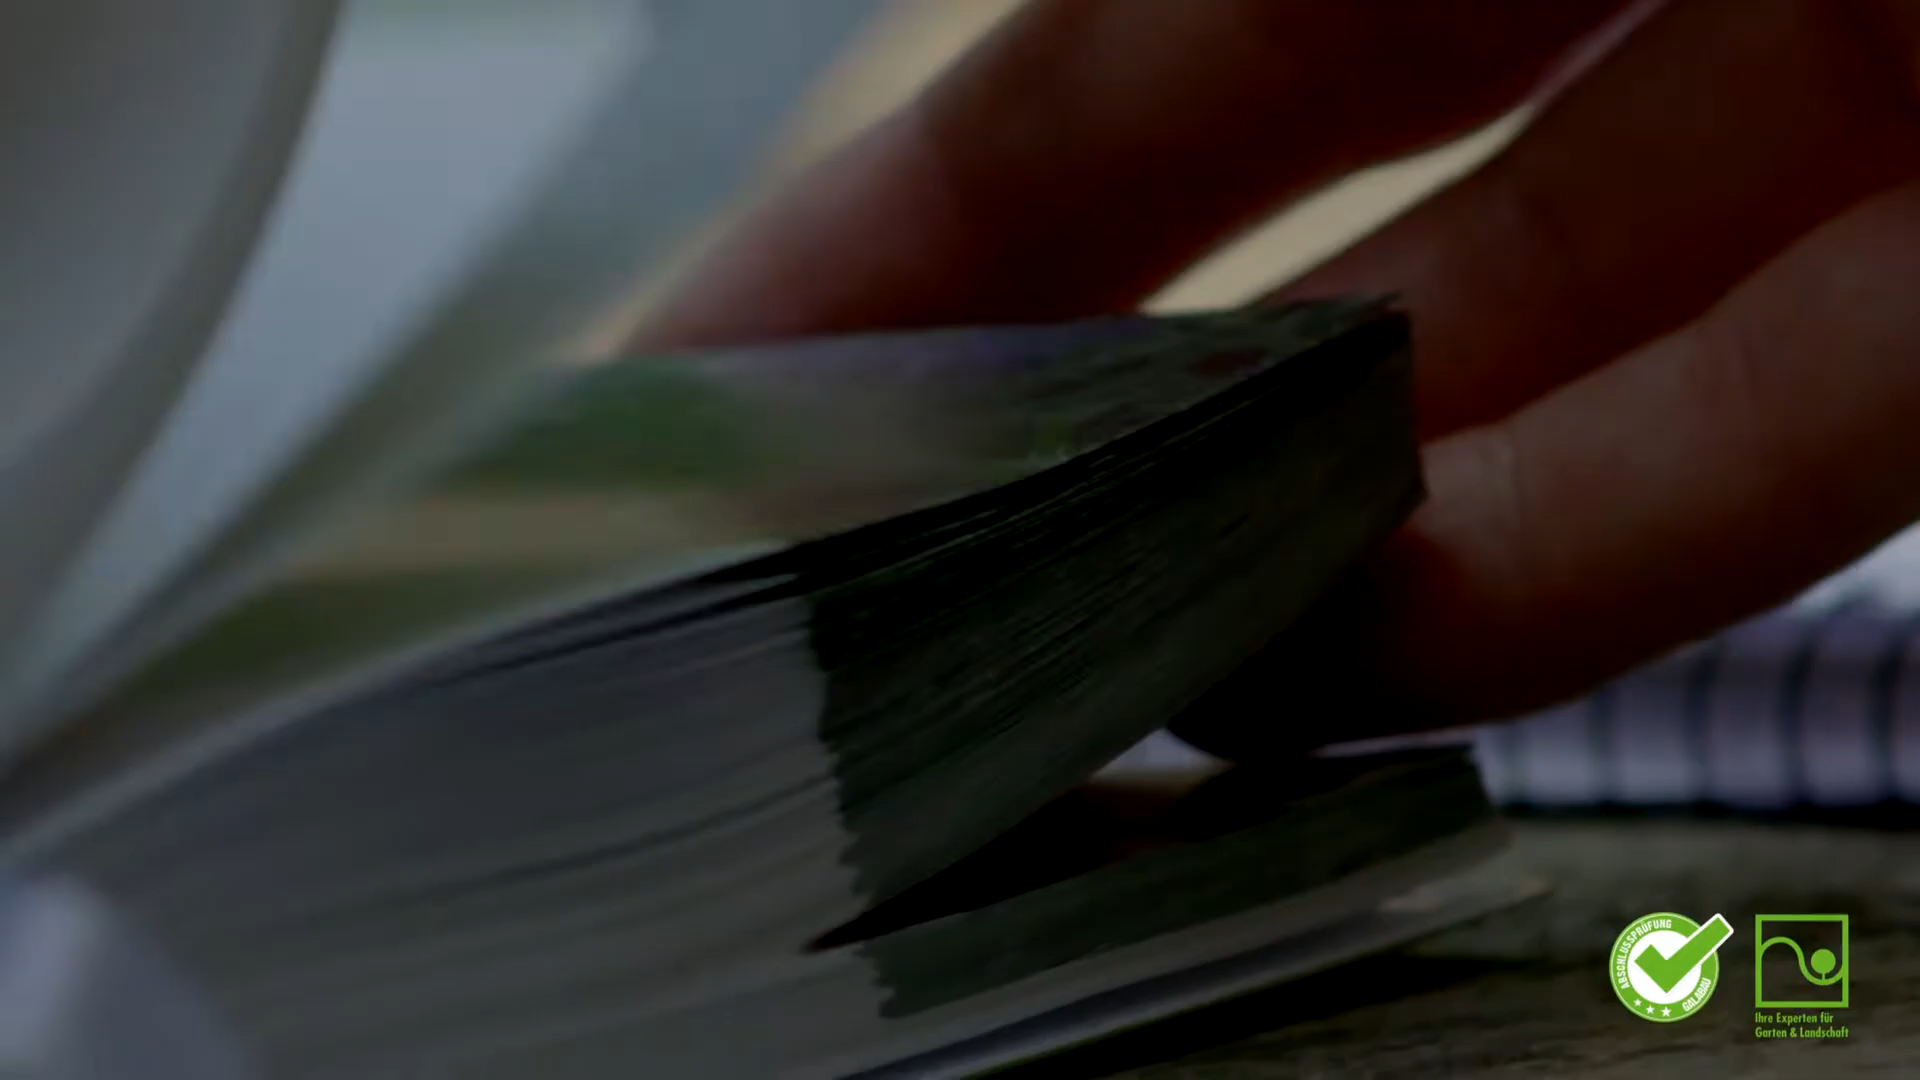 ABSCHLUSSPRÜFUNG
GALABAU
Ihre Experten für
Garten & Landschaft